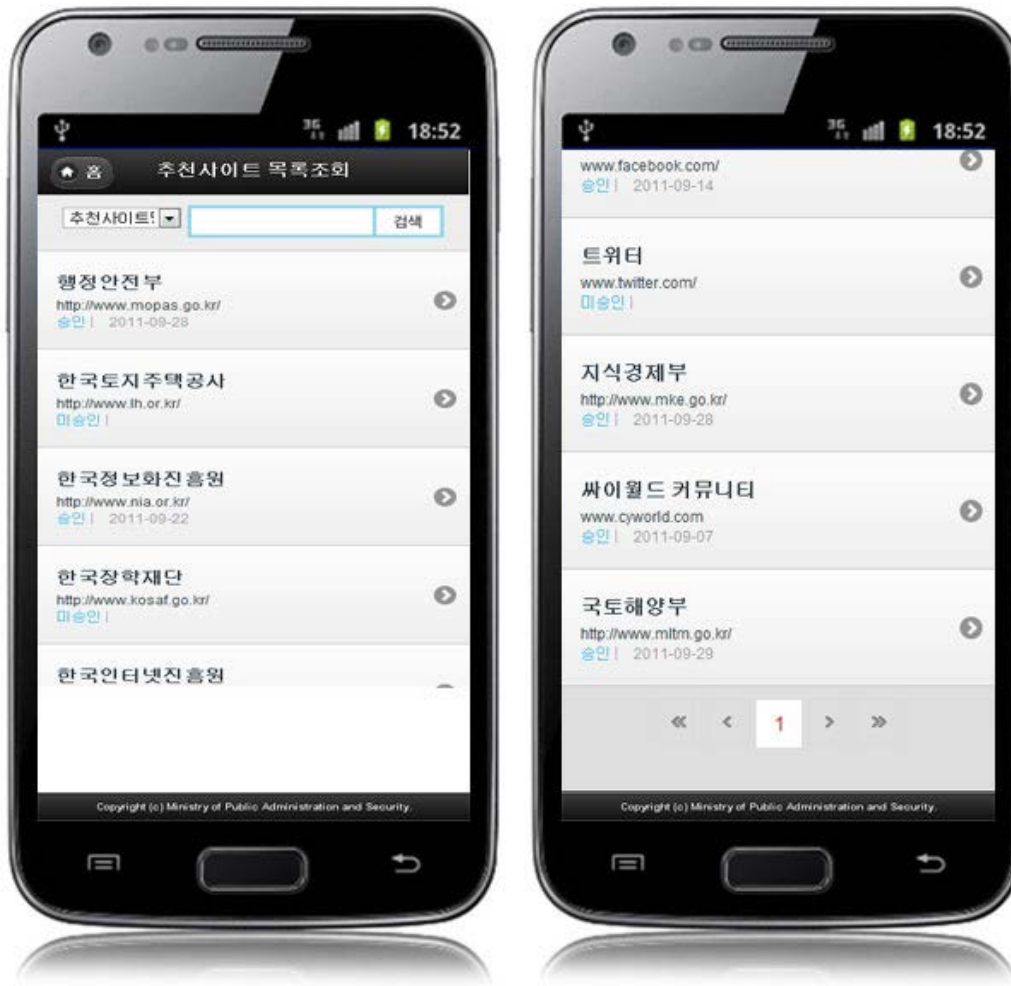 3G
18:52
홈
추천사이트 목록조회
검색
행정안전부
http://www.mopas.go.kr/
승인 | 2011-09-28
한국토지주택공사
http://www.lh.or.kr/
미승인 |
한국정보화진흥원
http://www.nia.or.kr/
승인 | 2011-09-22
한국장학재단
http://www.kosaf.go.kr/
미승인 |
한국인터넷진흥원
Copyright (c) Ministry of Public Administration and Security.
3G
18:52
www.facebook.com/
승인 | 2011-09-14
트위터
www.twitter.com/
미승인 |
지식경제부
http://www.mke.go.kr/
승인 | 2011-09-28
싸이월드 커뮤니티
www.cyworld.com
승인 | 2011-09-07
국토해양부
http://www.mltm.go.kr/
승인 | 2011-09-29
« < 1 > »
Copyright (c) Ministry of Public Administration and Security.